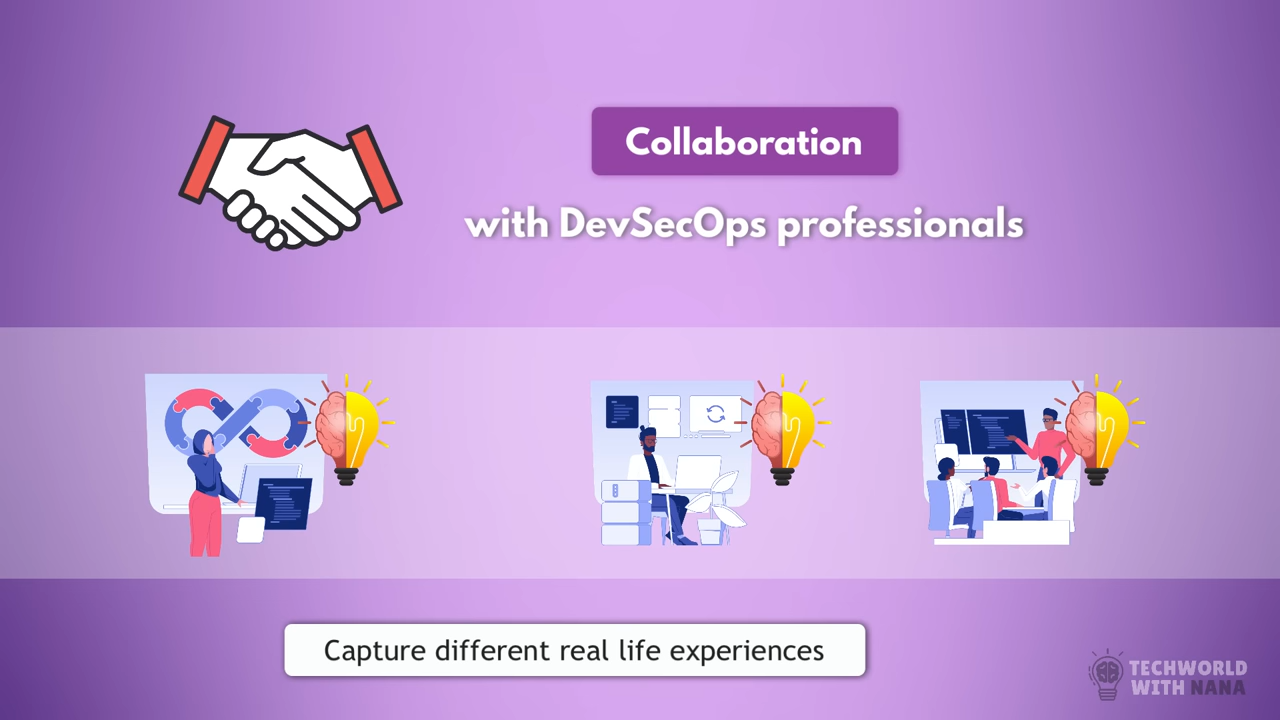 Collaboration
with DevSecOps professionals
Capture different real life experiences
TECHWORLD
WITH NANA